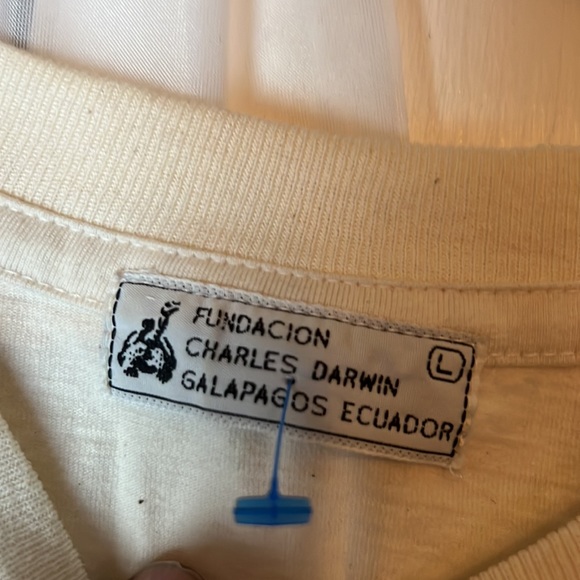 FUNDACION
CHARLES DARWIN
GALAPAGOS ECUADOR
L